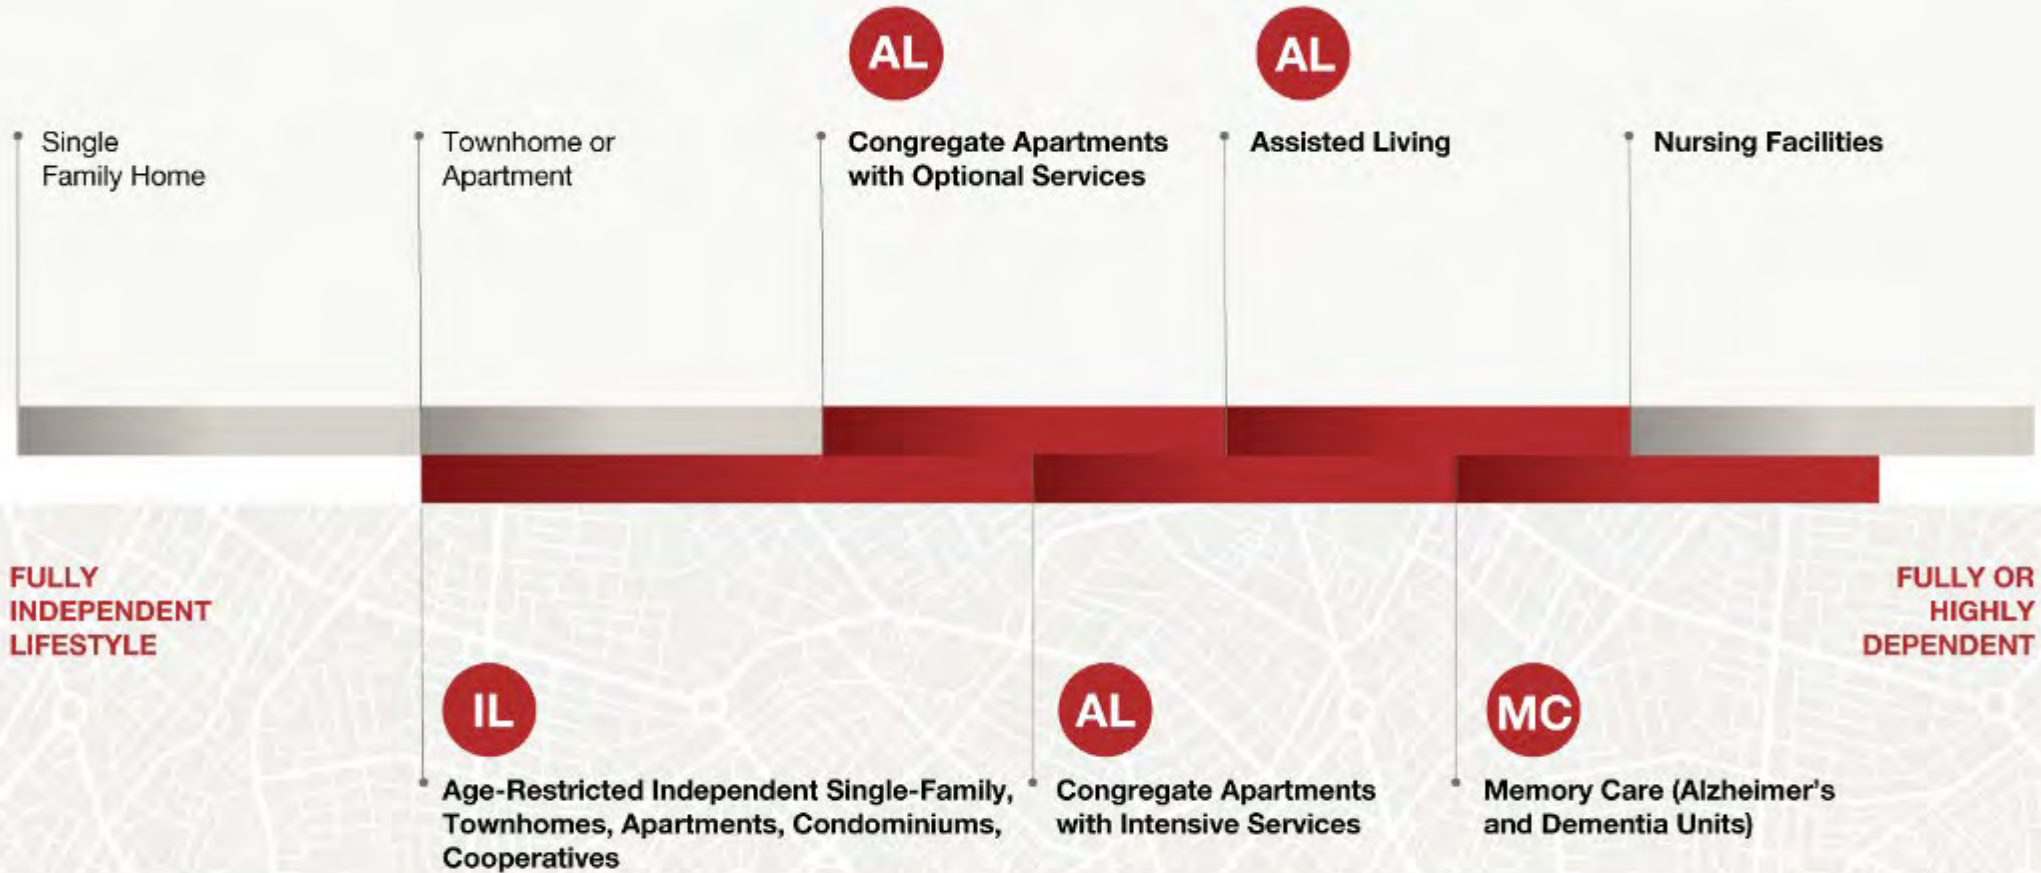 AL
AL
Single
Family Home
Townhome or
Apartment
Congregate Apartments
with Optional Services
Assisted Living
Nursing Facilities
FULLY
INDEPENDENT
LIFESTYLE
FULLY OR
HIGHLY
DEPENDENT
IL
Age-Restricted Independent Single-Family,
Townhomes, Apartments, Condominiums,
Cooperatives
AL
Congregate Apartments
with Intensive Services
MC
Memory Care (Alzheimer's
and Dementia Units)